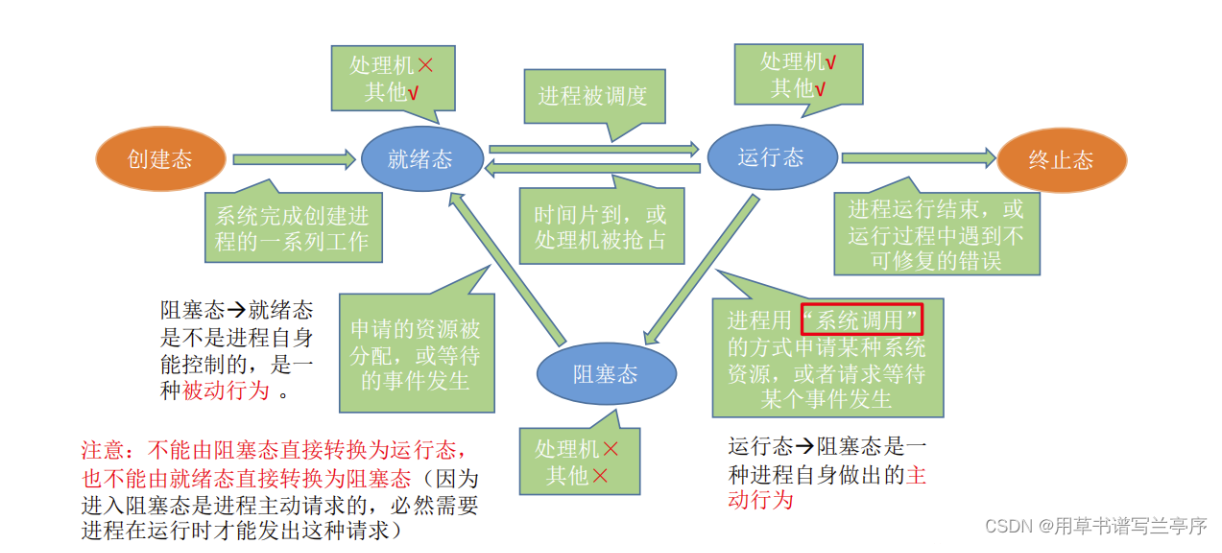 处理机×
其他√
处理机√
其他√
进程被调度
创建态
就绪态
运行态
终止态
系统完成创建进
程的一系列工作
时间片到，或
处理机被抢占
进程运行结束，或
运行过程中遇到不
可修复的错误
阻塞态→就绪态
是不是进程自身
能控制的，是一
种被动行为 。
申请的资源被
分配，或等待
的事件发生
进程用“系统调用”
的方式申请某种系统
资源，或者请求等待
某个事件发生
阻塞态
处理机×
其他×
运行态→阻塞态是一
种进程自身做出的主
动行为
注意：不能由阻塞态直接转换为运行态，
也不能由就绪态直接转换为阻塞态（因为
进入阻塞态是进程主动请求的，必然需要
进程在运行时才能发出这种请求）
CSDN @用草书谱写兰亭序